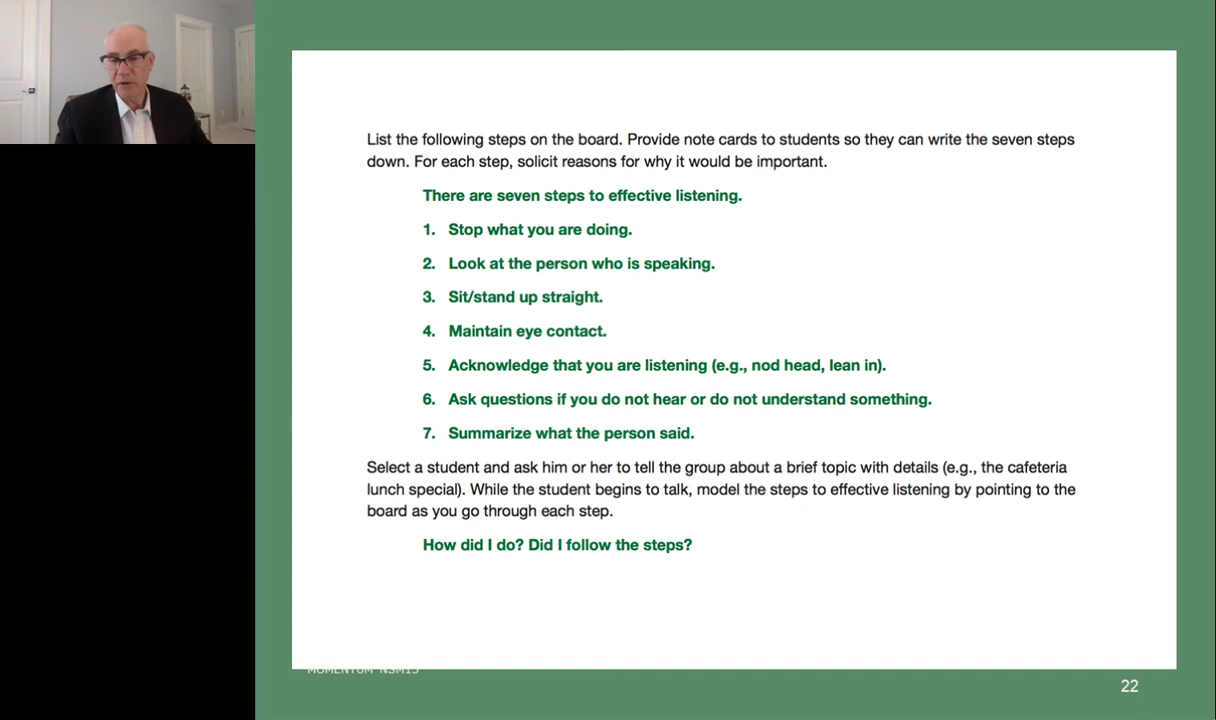 List the following steps on the board. Provide note cards to students so they can write the seven steps
down. For each step, solicit reasons for why it would be important.
There are seven steps to effective listening.
1. Stop what you are doing.
2. Look at the person who is speaking.
3. Sit/stand up straight.
4. Maintain eye contact.
5. Acknowledge that you are listening (e.g., nod head, lean in).
6. Ask questions if you do not hear or do not understand something.
7. Summarize what the person said.
Select a student and ask him or her to tell the group about a brief topic with details (e.g., the cafeteria
lunch special). While the student begins to talk, model the steps to effective listening by pointing to the
board as you go through each step.
How did I do? Did I follow the steps?
MOMENTUM
22